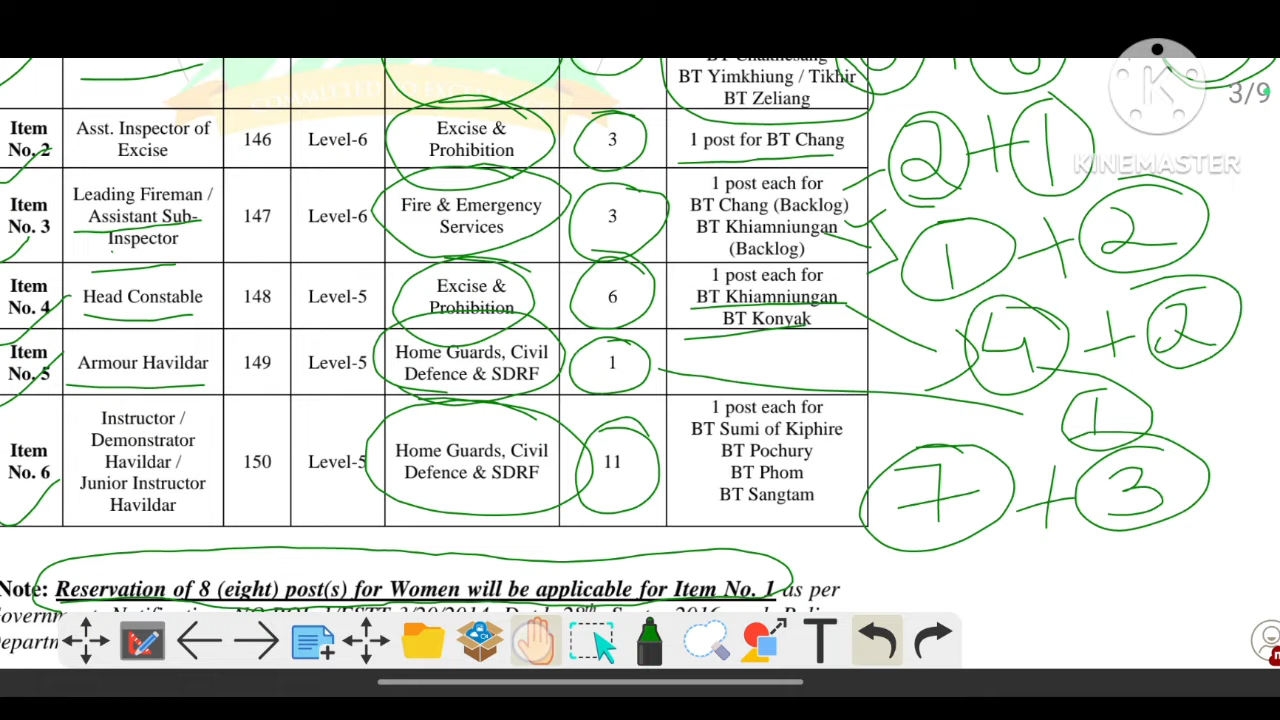 COMMITTED TO
BT Chakhesang
BT Yimkhiung / Tikhir
BT Zeliang
3/9
KINEMASTER
Item No. 2
Asst. Inspector of Excise
146
Level-6
Excise & Prohibition
3
1 post for BT Chang
2+1
Item No. 3
Leading Fireman / Assistant Sub-Inspector
147
Level-6
Fire & Emergency Services
3
1 post each for
BT Chang (Backlog)
BT Khiamniungan
(Backlog)
1+2
Item No. 4
Head Constable
148
Level-5
Excise & Prohibition
6
1 post each for
BT Khiamniungan
BT Konyak
4+2
Item No. 5
Armour Havildar
149
Level-5
Home Guards, Civil Defence & SDRF
1
1
Item No. 6
Instructor / Demonstrator Havildar / Junior Instructor Havildar
150
Level-5
Home Guards, Civil Defence & SDRF
11
1 post each for
BT Sumi of Kiphire
BT Pochury
BT Phom
BT Sangtam
7+3
Note: Reservation of 8 (eight) post(s) for Women will be applicable for Item No. 1 as per
T